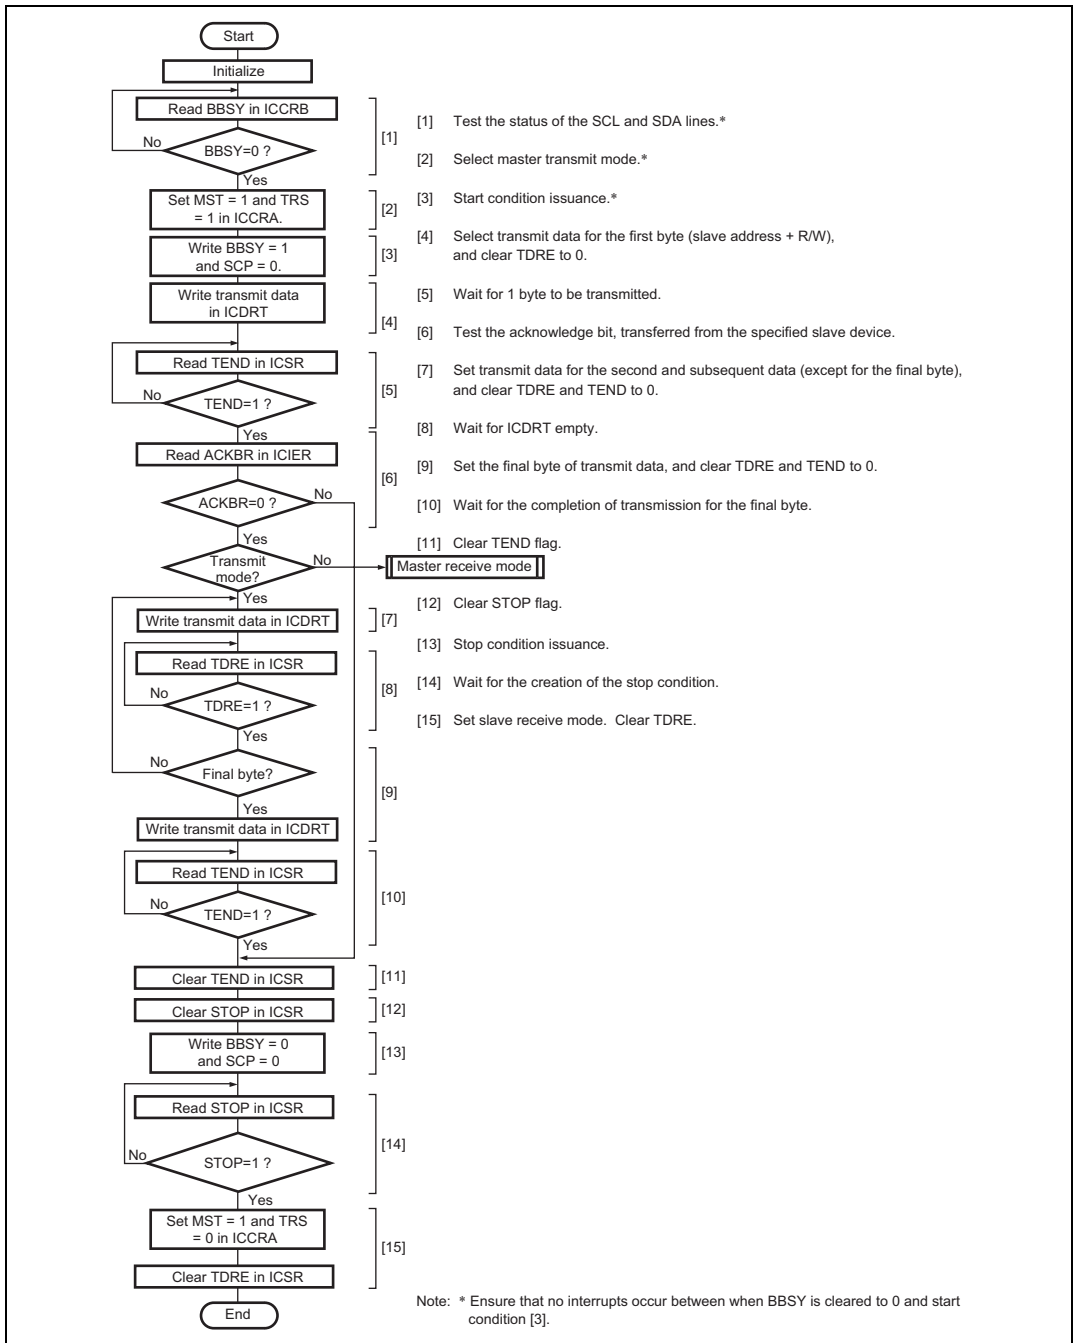 Start
Initialize
Read BBSY in ICCRB
No
BBSY=0 ?
[1]
Yes
Set MST = 1 and TRS
= 1 in ICCRA.
[2]
Write BBSY = 1
and SCP = 0.
[3]
Write transmit data
in ICDRT
[4]
Read TEND in ICSR
No
TEND=1 ?
[5]
Yes
Read ACKBR in ICIER
[6]
No
ACKBR=0 ?
Yes
Transmit
mode?
No
Master receive mode
Yes
Write transmit data in ICDRT
[7]
Read TDRE in ICSR
No
TDRE=1 ?
[8]
Yes
No
Final byte?
[9]
Yes
Write transmit data in ICDRT
Read TEND in ICSR
No
TEND=1 ?
[10]
Yes
Clear TEND in ICSR
[11]
Clear STOP in ICSR
[12]
Write BBSY = 0
and SCP = 0
[13]
Read STOP in ICSR
No
STOP=1 ?
[14]
Yes
Set MST = 1 and TRS
= 0 in ICCRA
[15]
Clear TDRE in ICSR
End
[1] Test the status of the SCL and SDA lines.*
[2] Select master transmit mode.*
[3] Start condition issuance.*
[4] Select transmit data for the first byte (slave address + R/W),
and clear TDRE to 0.
[5] Wait for 1 byte to be transmitted.
[6] Test the acknowledge bit, transferred from the specified slave device.
[7] Set transmit data for the second and subsequent data (except for the final byte),
and clear TDRE and TEND to 0.
[8] Wait for ICDRT empty.
[9] Set the final byte of transmit data, and clear TDRE and TEND to 0.
[10] Wait for the completion of transmission for the final byte.
[11] Clear TEND flag.
[12] Clear STOP flag.
[13] Stop condition issuance.
[14] Wait for the creation of the stop condition.
[15] Set slave receive mode. Clear TDRE.
Note: * Ensure that no interrupts occur between when BBSY is cleared to 0 and start
condition [3].